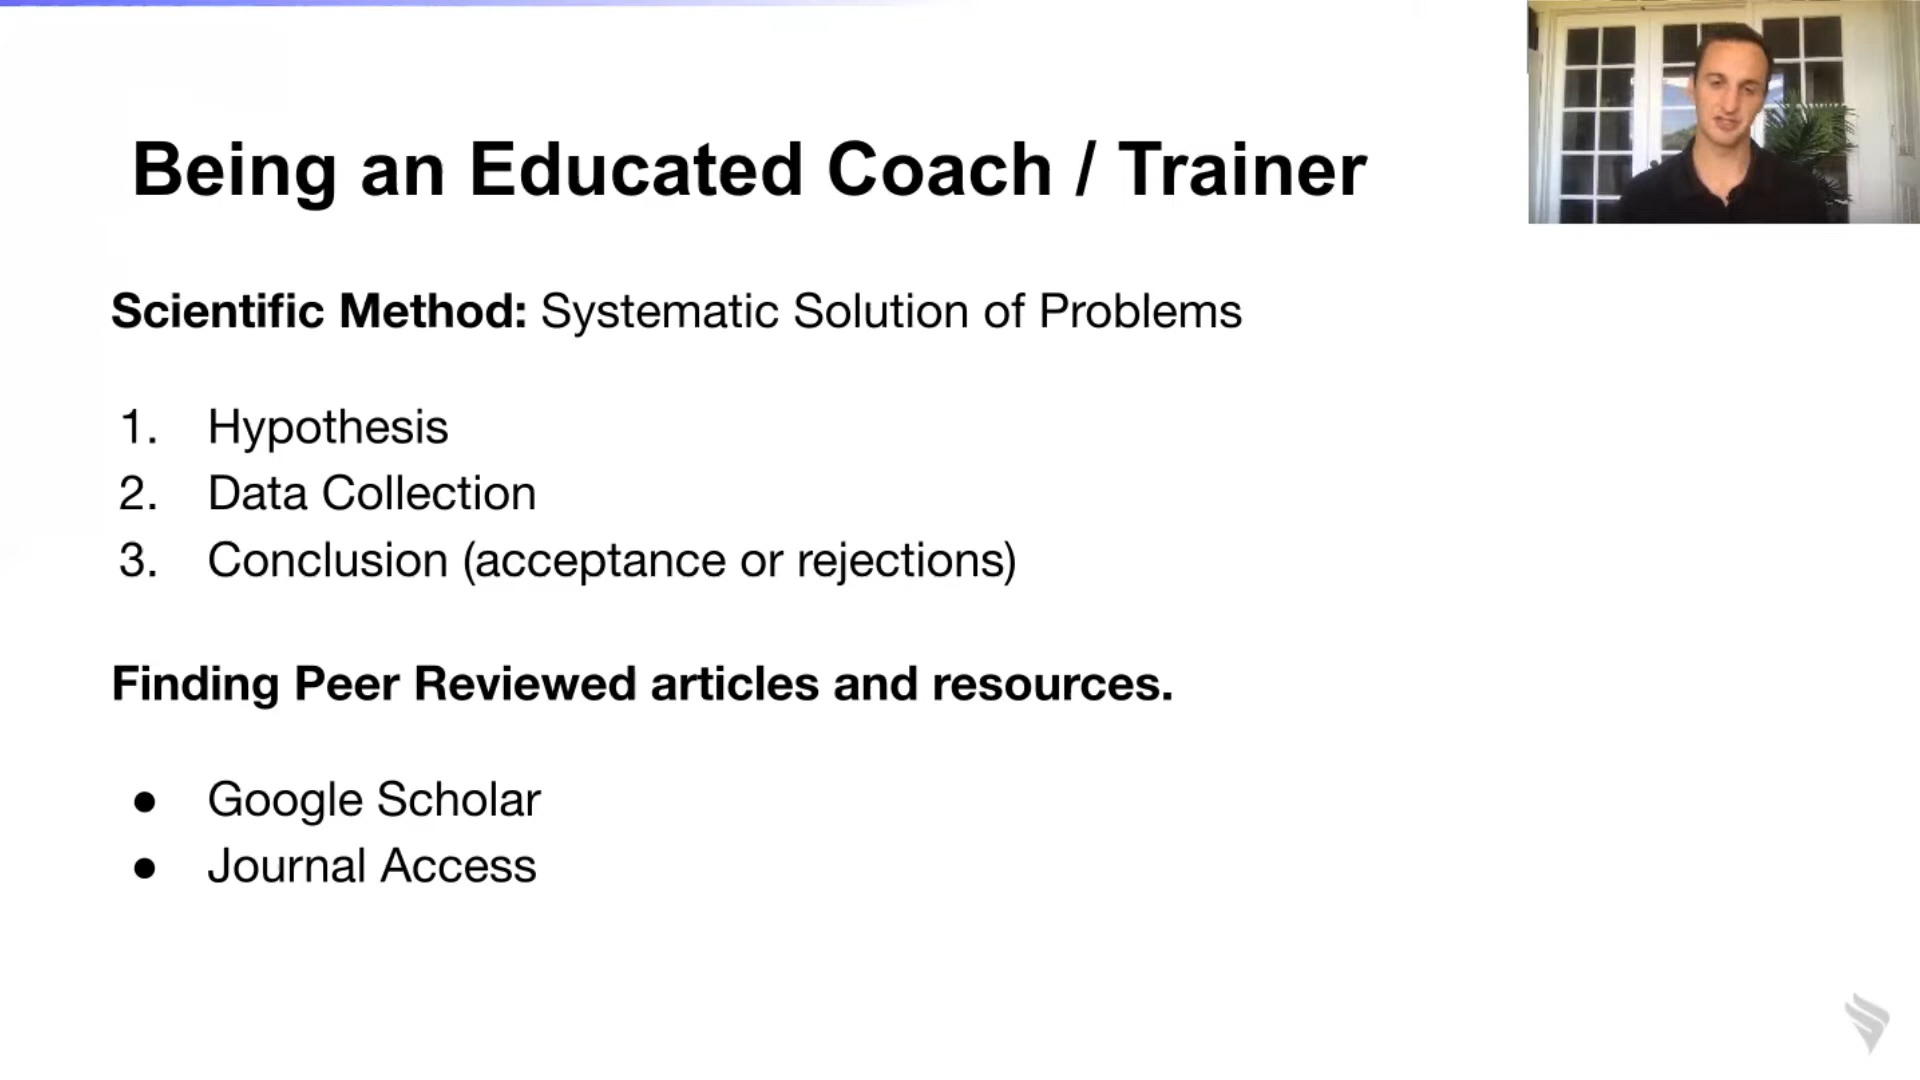 Being an Educated Coach / Trainer
Scientific Method: Systematic Solution of Problems
1. Hypothesis
2. Data Collection
3. Conclusion (acceptance or rejections)
Finding Peer Reviewed articles and resources.
● Google Scholar
● Journal Access